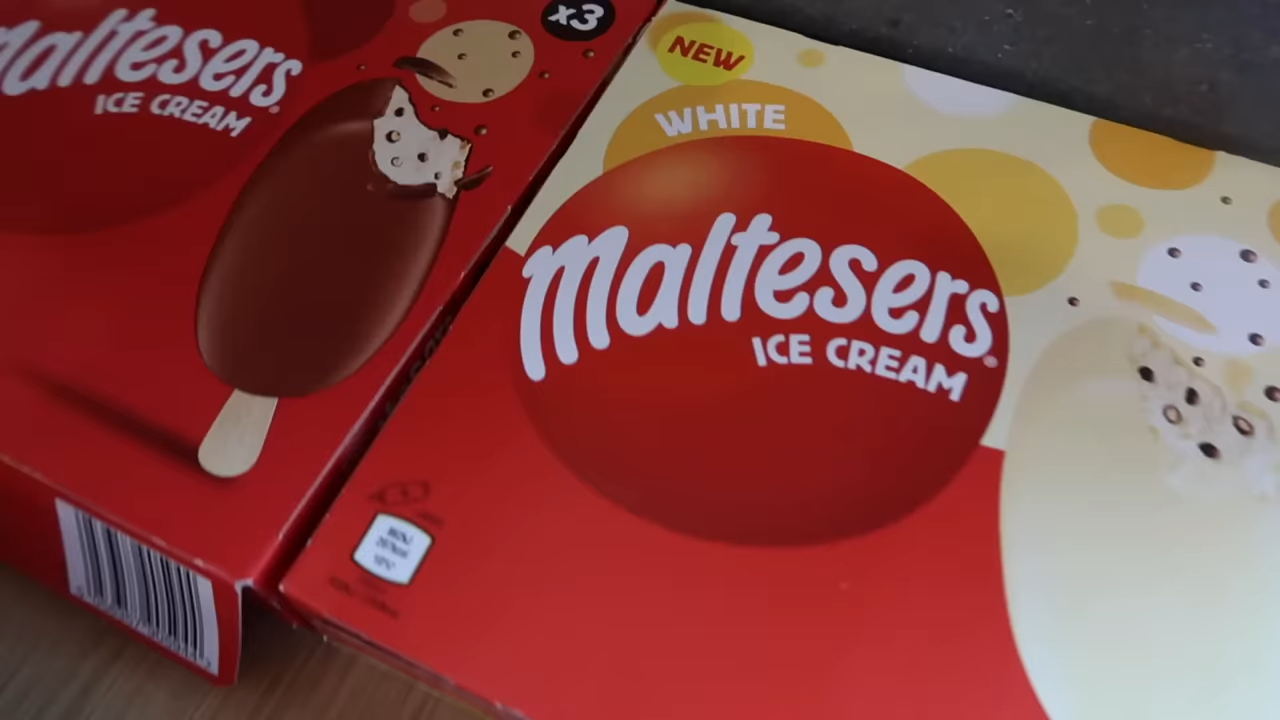 maltesers
ICE CREAM
x3
NEW
WHITE
maltesers
ICE CREAM